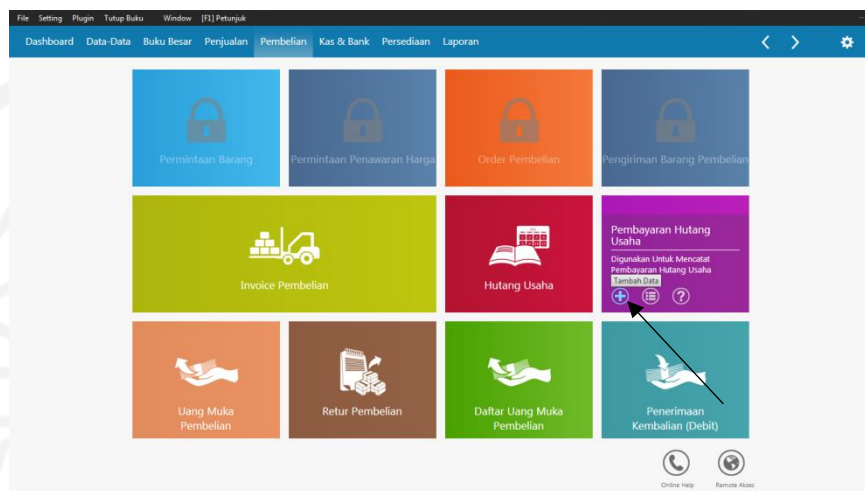 File Setting Plugin Tutup Buku Window [F1] Petunjuk
Dashboard Data-Data Buku Besar Penjualan Pembelian Kas & Bank Persediaan Laporan
Permintaan Barang
Permintaan Penawaran Harga
Order Pembelian
Pengiriman Barang Pembelian
Invoice Pembelian
Hutang Usaha
Pembayaran Hutang
Usaha
Digunakan Untuk Mencatat
Pembayaran Hutang Usaha
Tambah Data
Uang Muka
Pembelian
Retur Pembelian
Daftar Uang Muka
Pembelian
Penerimaan
Kembalian (Debit)
Online Help
Remote Akses